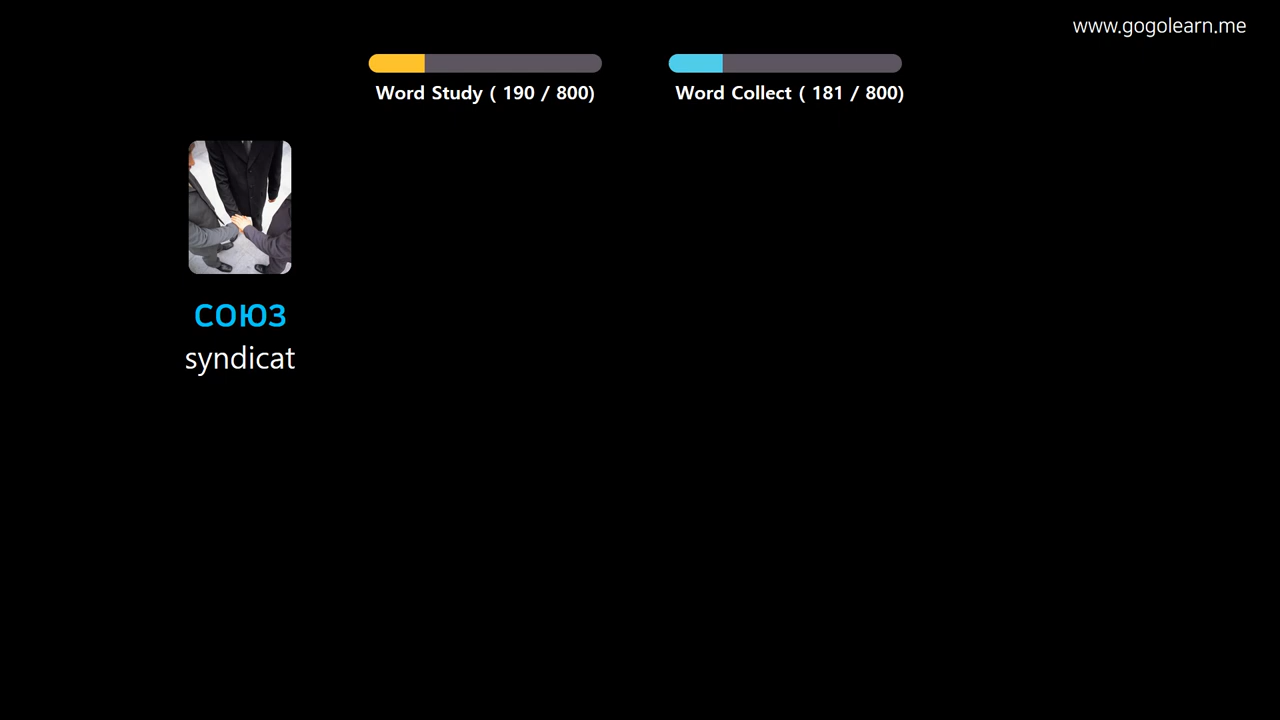 www.gogolearn.me
Word Study ( 190 / 800)
Word Collect ( 181 / 800)
союз
syndicat